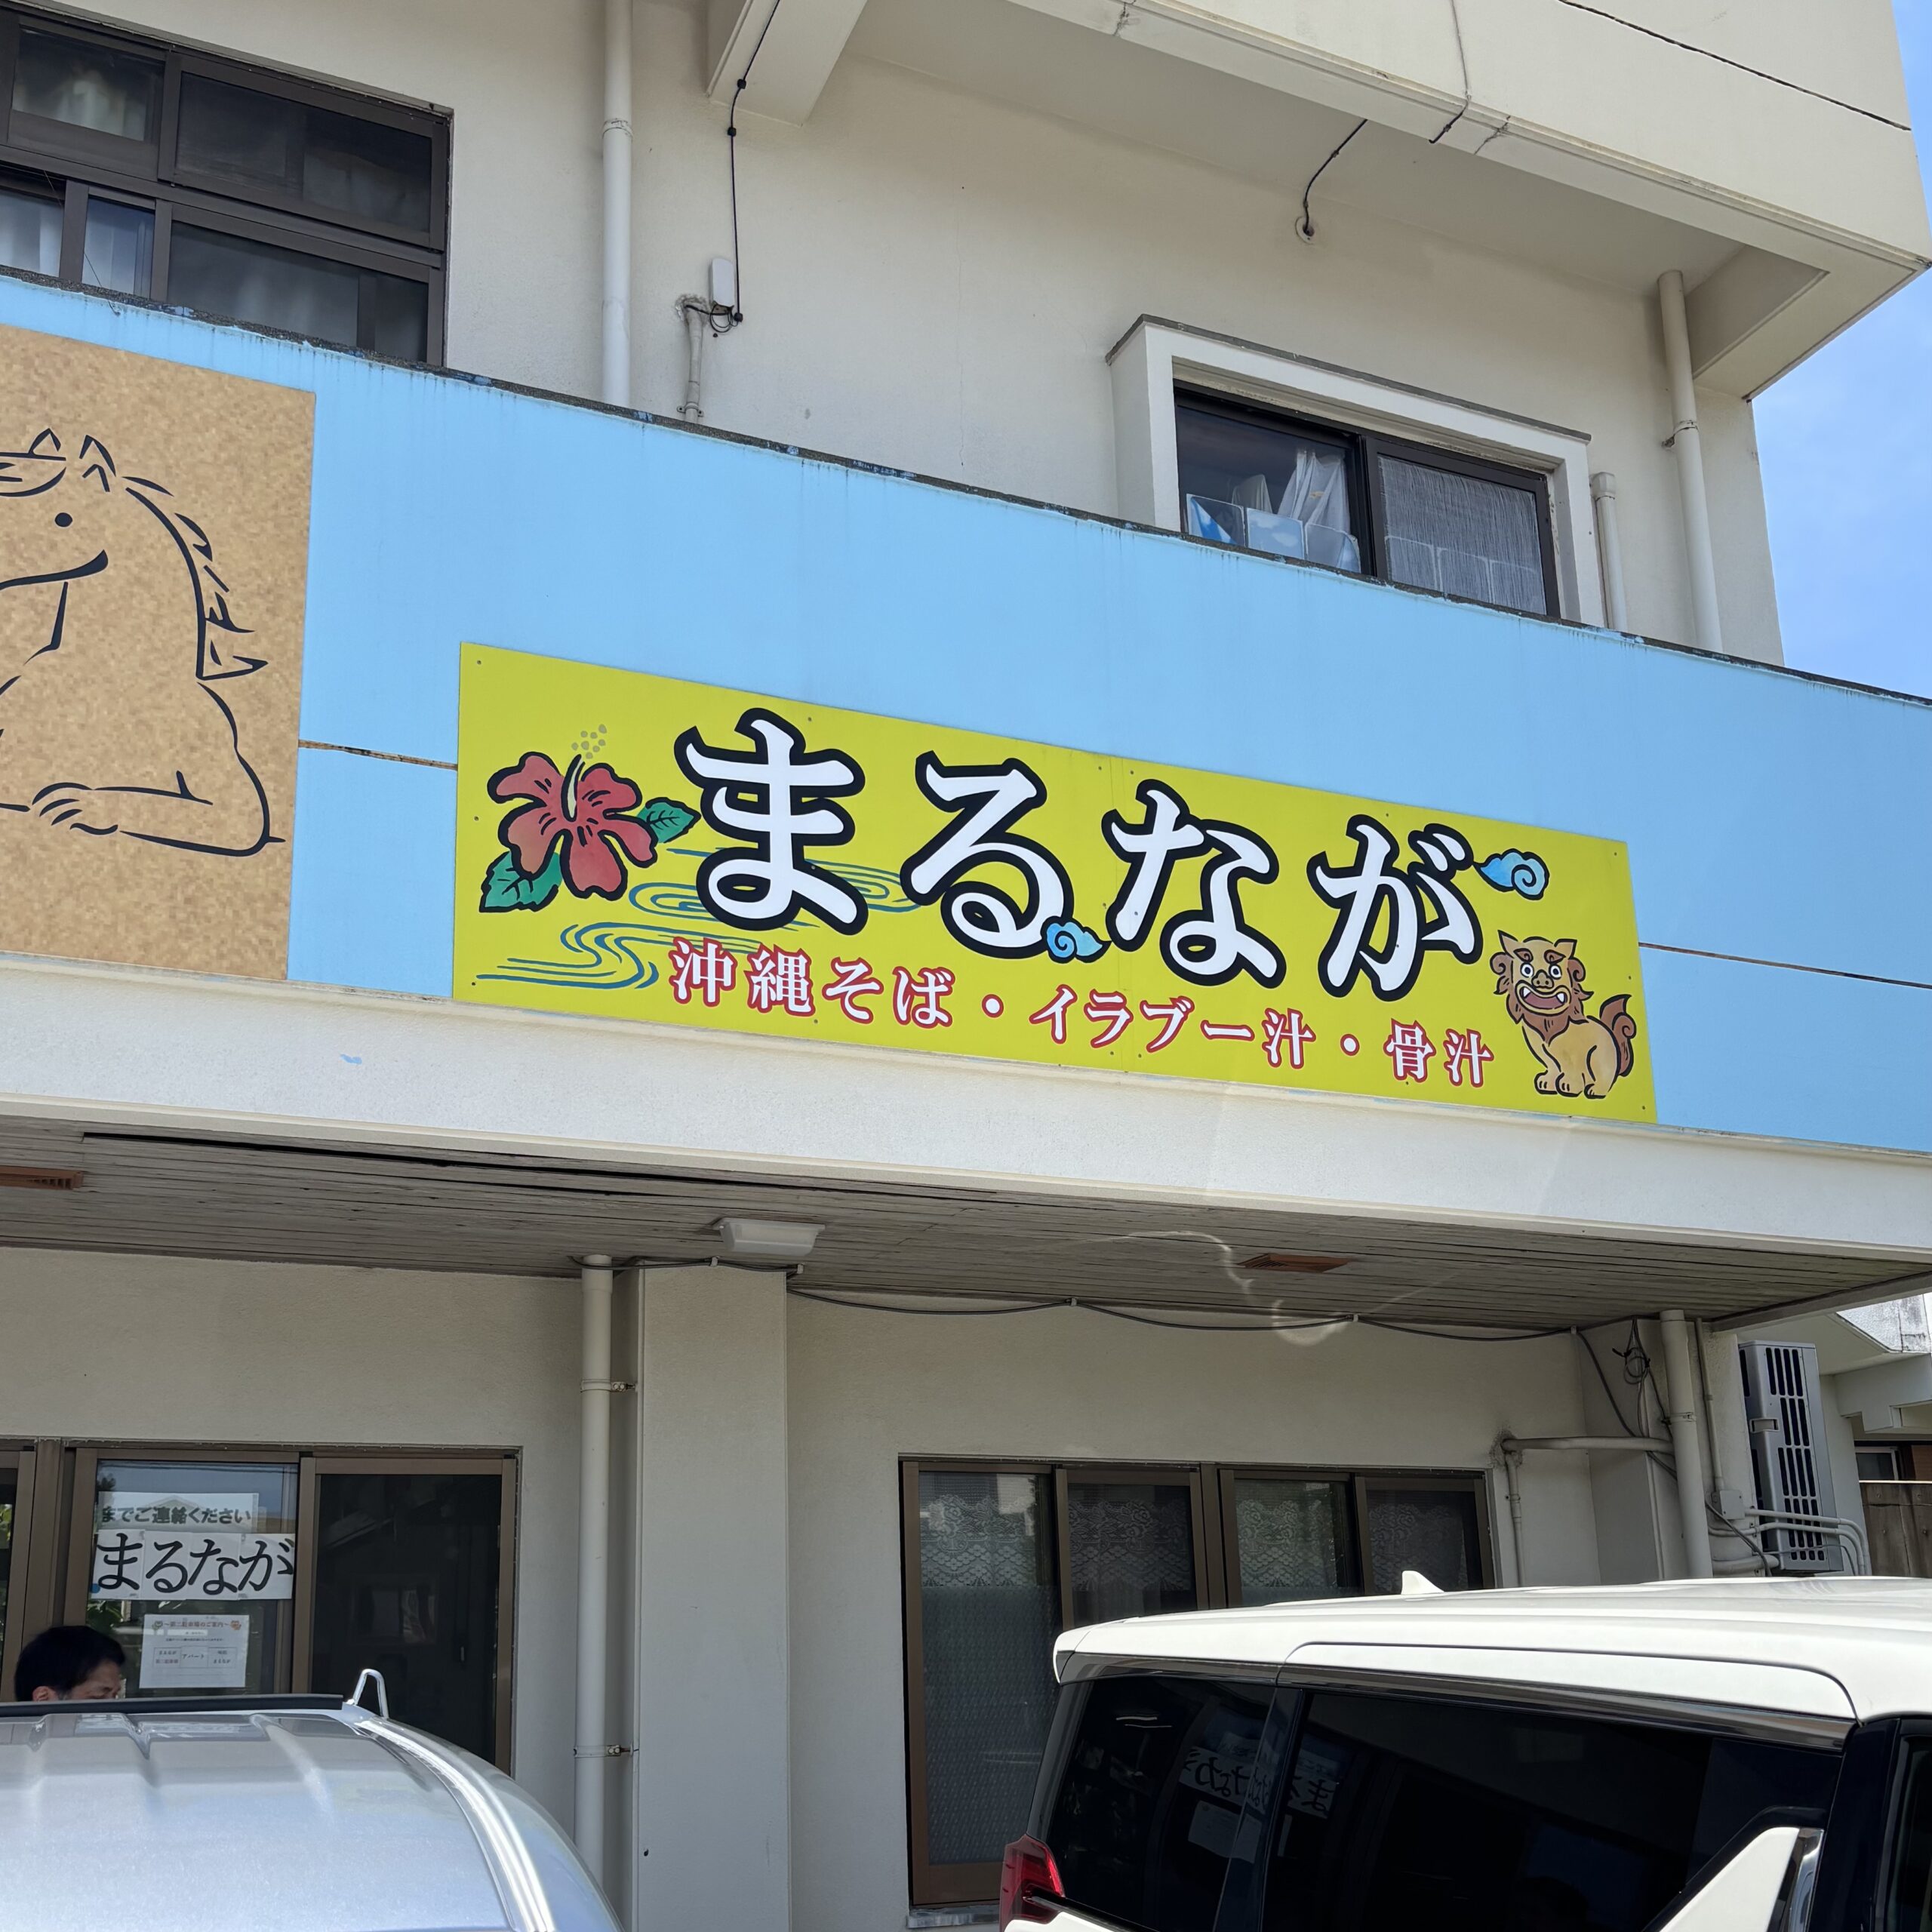 まるなが
沖縄そば・イラブー汁・骨汁
までご連絡ください
まるなが